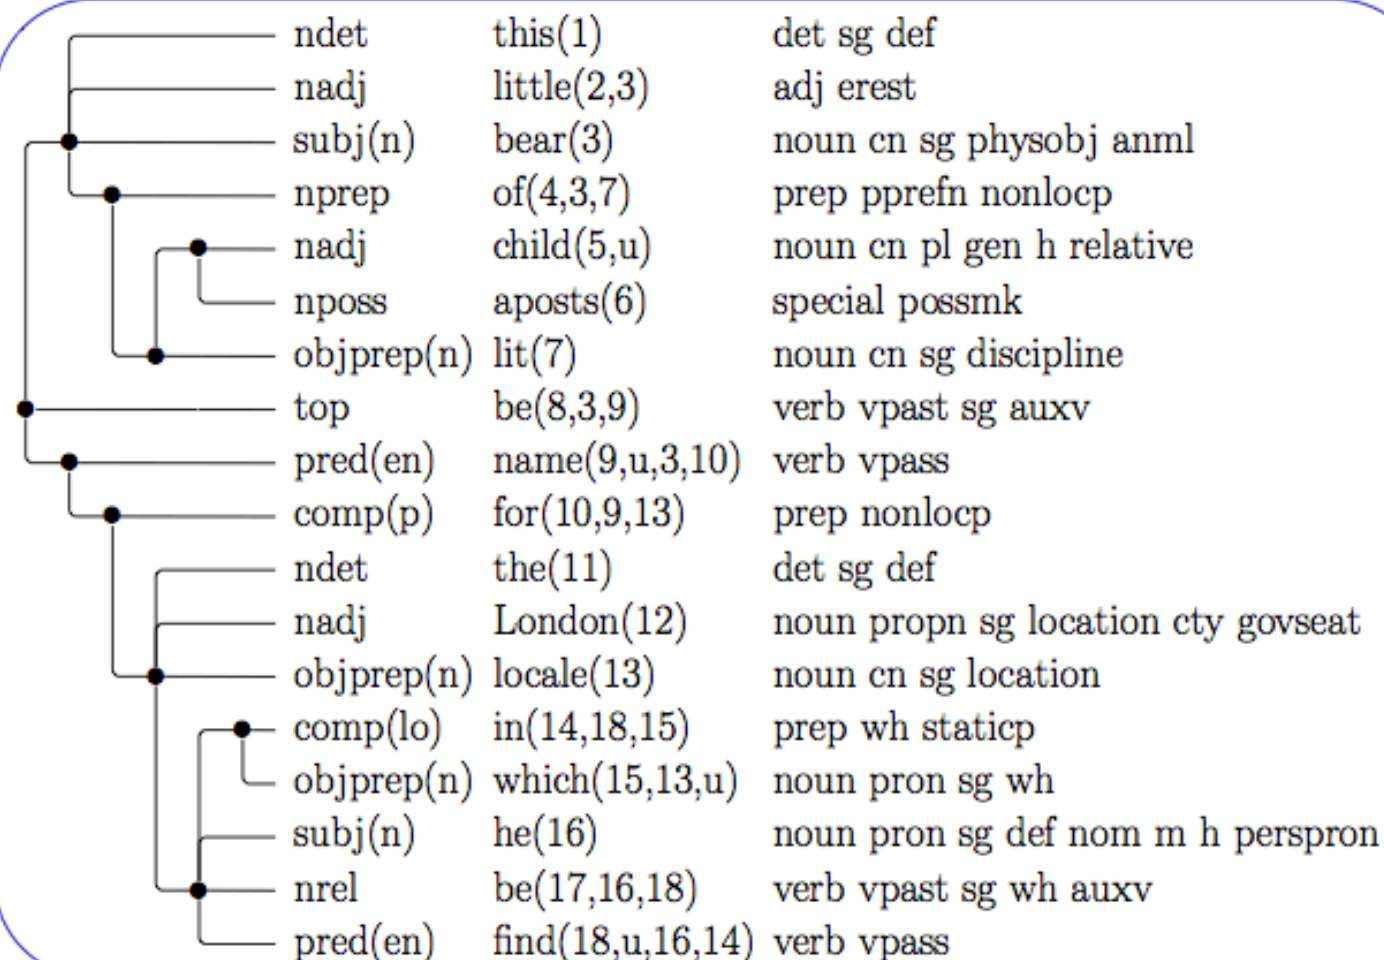 ndet this(1) det sg def
nadj little(2,3) adj erest
subj(n) bear(3) noun cn sg physobj anml
nprep of(4,3,7) prep pprefn nonlocp
nadj child(5,u) noun cn pl gen h relative
nposs aposts(6) special possmk
objprep(n) lit(7) noun cn sg discipline
top be(8,3,9) verb vpast sg auxv
pred(en) name(9,u,3,10) verb vpass
comp(p) for(10,9,13) prep nonlocp
ndet the(11) det sg def
nadj London(12) noun propn sg location cty govseat
objprep(n) locale(13) noun cn sg location
comp(lo) in(14,18,15) prep wh staticp
objprep(n) which(15,13,u) noun pron sg wh
subj(n) he(16) noun pron sg def nom m h perspron
nrel be(17,16,18) verb vpast sg wh auxv
pred(en) find(18,u,16,14) verb vpass